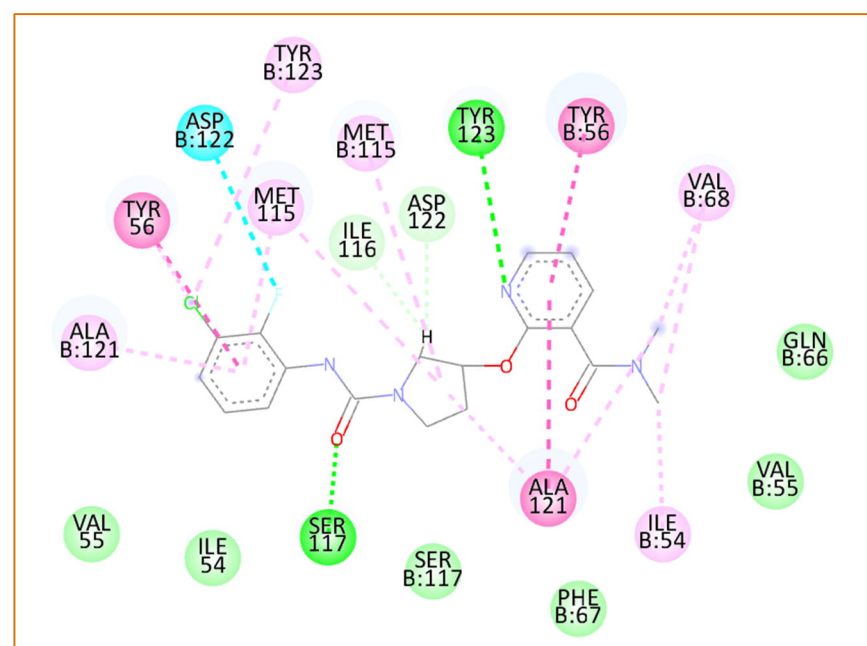 TYR
B:123
ASP
B:122
MET
B:115
TYR
123
TYR
B:56
MET
115
ASP
122
VAL
B:68
TYR
56
ILE
116
Cl
F
N
ALA
B:121
H
N
GLN
B:66
N
O
N
O
O
VAL
B:55
ALA
121
VAL
55
ILE
54
SER
117
SER
B:117
ILE
B:54
PHE
B:67